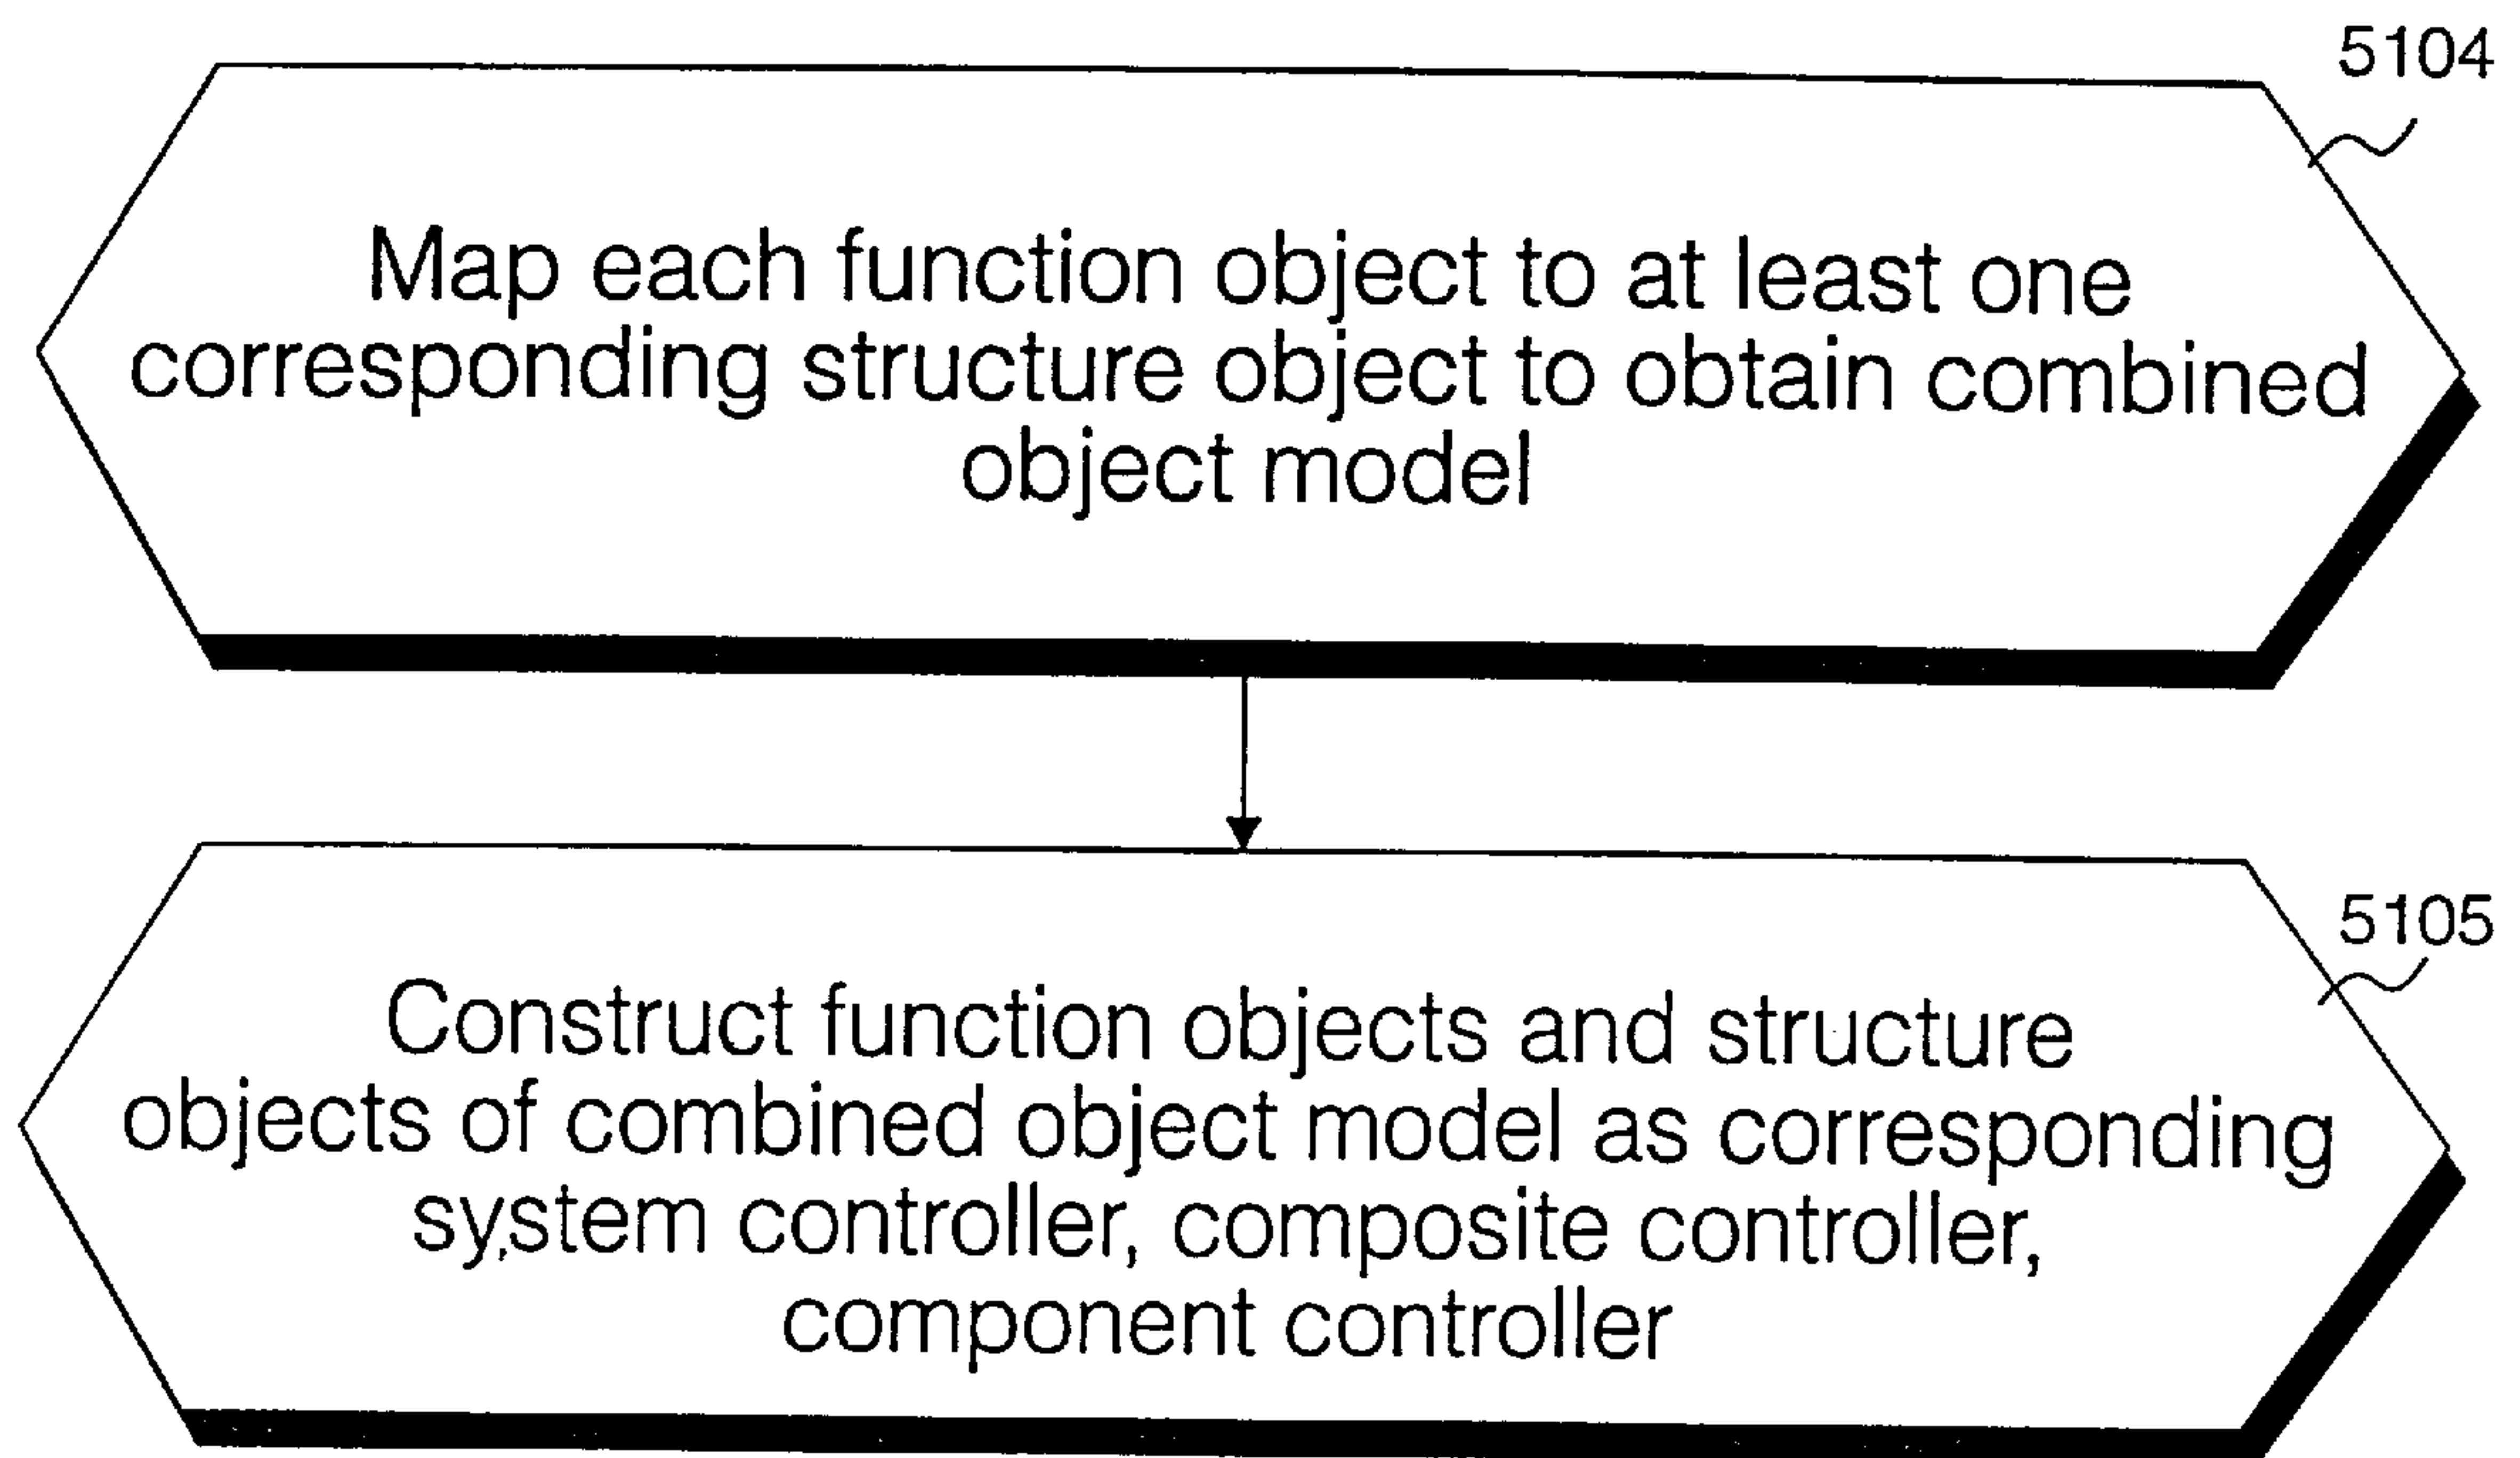 5104
Map each function object to at least one
corresponding structure object to obtain combined
object model
5105
Construct function objects and structure
objects of combined object model as corresponding
system controller, composite controller,
component controller